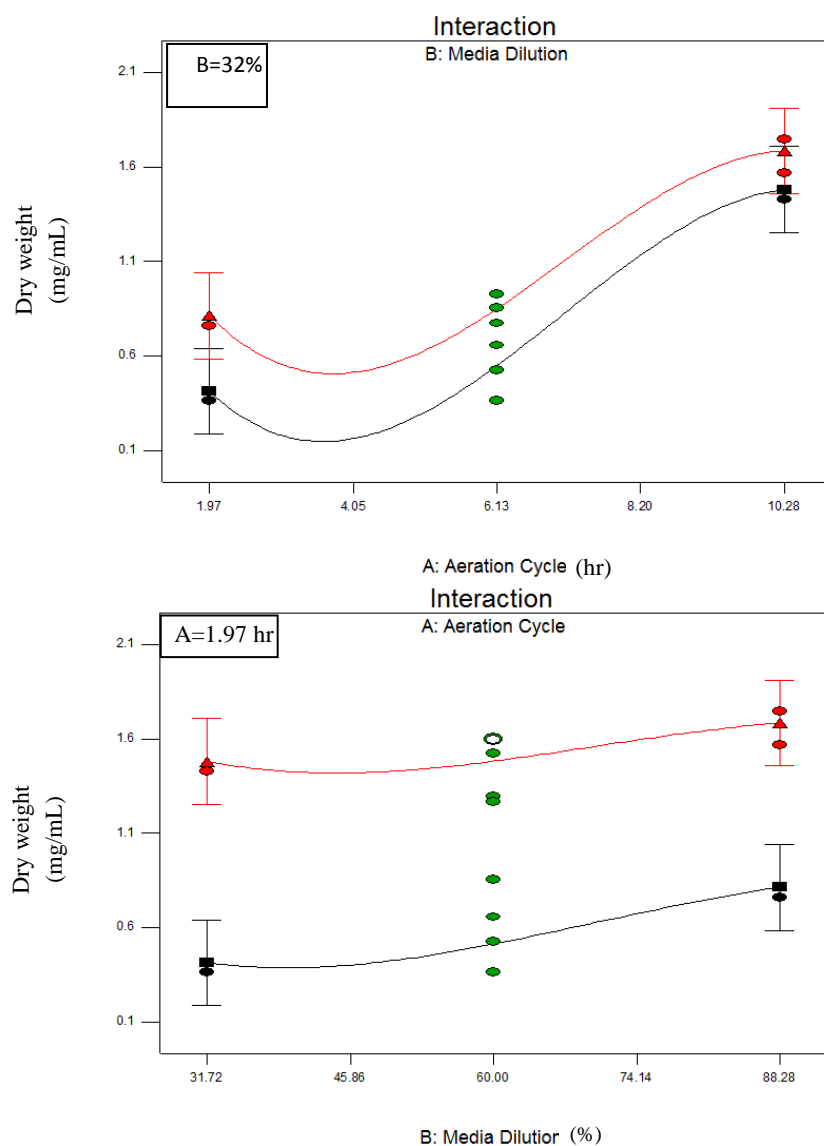 Interaction
B: Media Dilution
B=32%
2.1
1.6
1.1
0.6
0.1
Dry weight
(mg/mL)
1.97
4.05
6.13
8.20
10.28
A: Aeration Cycle (hr)
Interaction
A: Aeration Cycle
A=1.97 hr
2.1
1.6
1.1
0.6
0.1
Dry weight
(mg/mL)
31.72
45.86
60.00
74.14
88.28
B: Media Dilution (%)